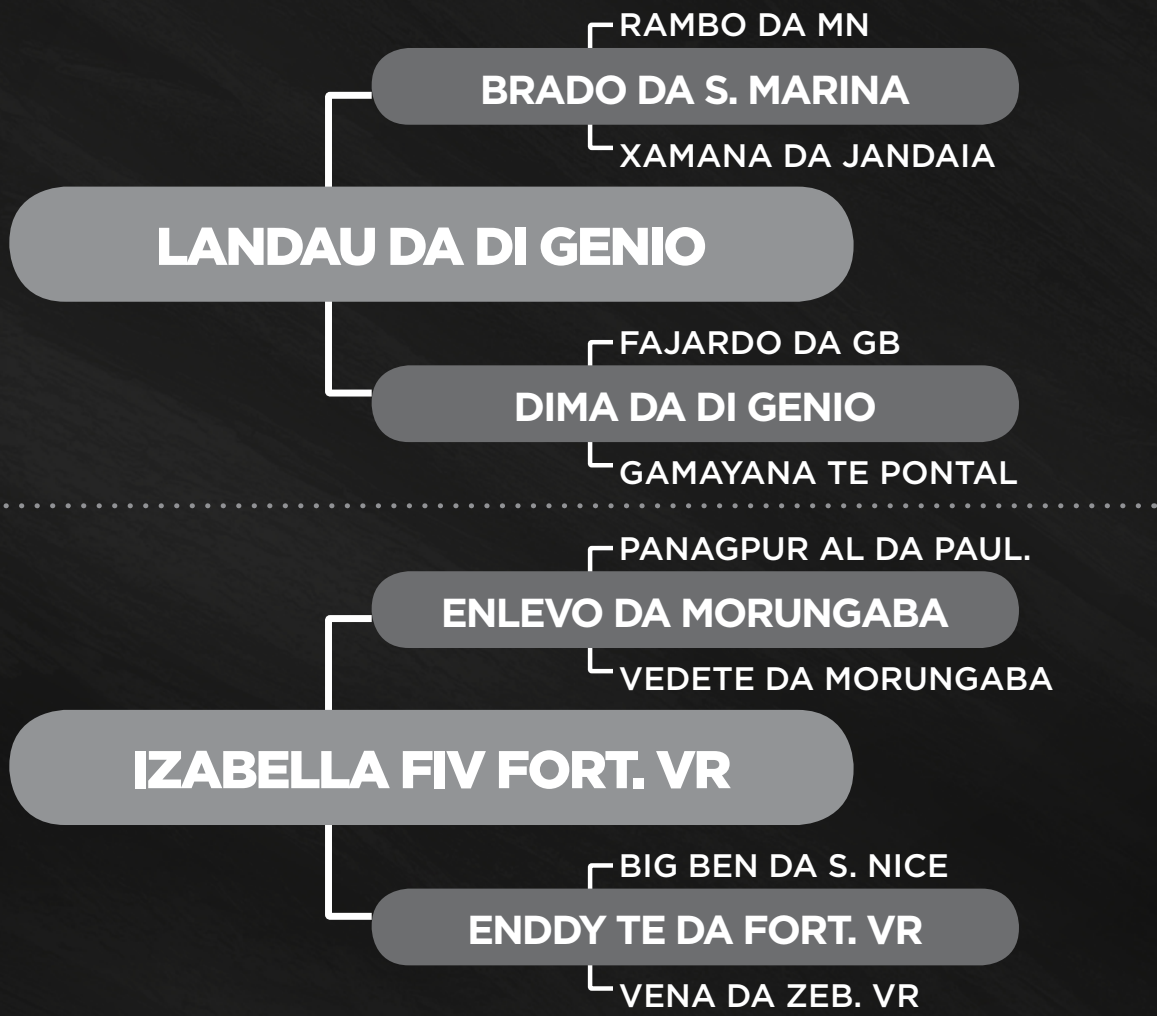 RAMBO DA MN
BRADO DA S. MARINA
XAMANA DA JANDAIA
LANDAU DA DI GENIO
FAJARDO DA GB
DIMA DA DI GENIO
GAMAYANA TE PONTAL
PANAGPUR AL DA PAUL.
ENLEVO DA MORUNGABA
VEDETE DA MORUNGABA
IZABELLA FIV FORT. VR
BIG BEN DA S. NICE
ENDDY TE DA FORT. VR
VENA DA ZEB. VR